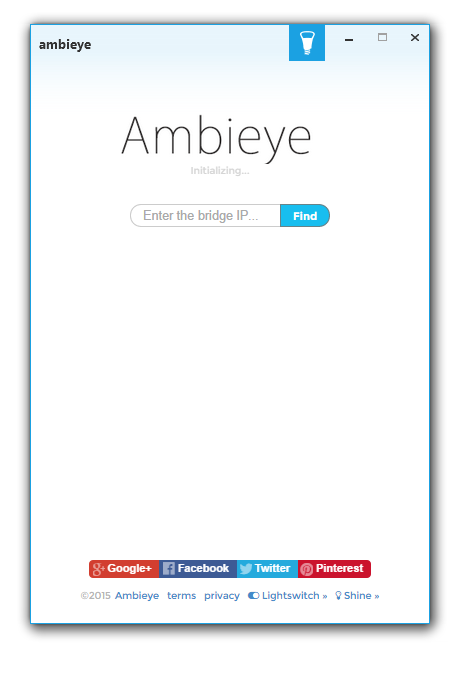 ambieye
Ambieye
Initializing...
Enter the bridge IP... Find
Google+ Facebook Twitter Pinterest
©2015 Ambieye terms privacy Lightswitch » Shine »